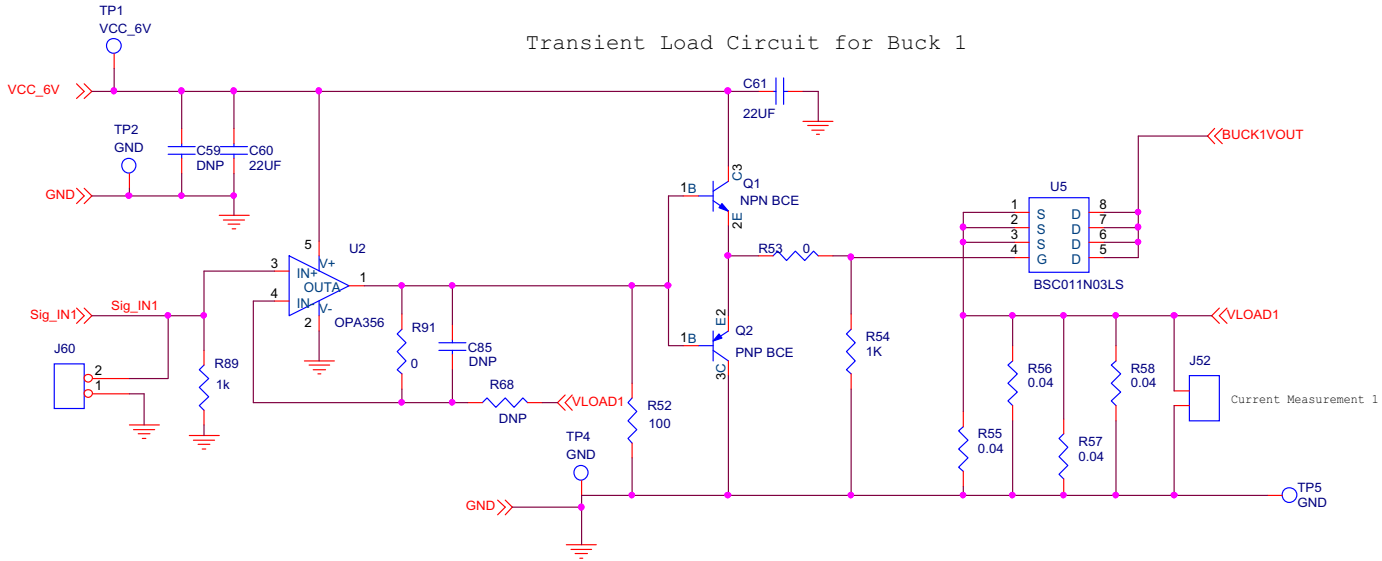 Transient Load Circuit for Buck 1
TP1
VCC_6V
VCC_6V
TP2
GND
GND
C59
DNP
C60
22UF
C61
22UF
C3
1B
Q1
NPN BCE
2E
R53
0
BUCK1VOUT
U5
1
S
D
8
2
S
D
7
3
S
D
6
4
G
D
5
BSC011N03LS
5
U2
3
IN+
V+
OUTA
1
4
IN-
V-
2
OPA356
Sig_IN1
Sig_IN1
J60
2
1
R89
1k
R91
0
C85
DNP
R68
DNP
VLOAD1
R52
100
E2
1B
Q2
PNP BCE
3C
R54
1K
VLOAD1
R56
0.04
R58
0.04
J52
Current Measurement 1
R55
0.04
R57
0.04
TP4
GND
GND
TP5
GND